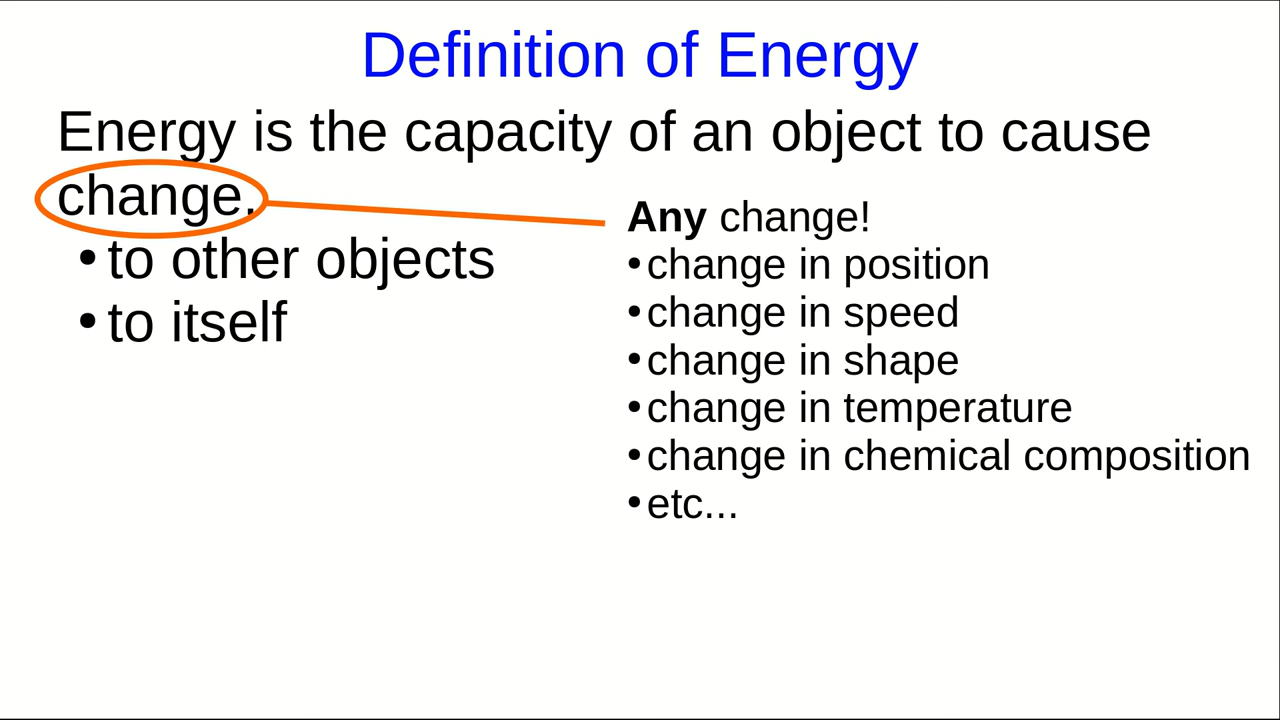 Definition of Energy
Energy is the capacity of an object to cause
change.
• to other objects
• to itself
Any change!
• change in position
• change in speed
• change in shape
• change in temperature
• change in chemical composition
• etc...